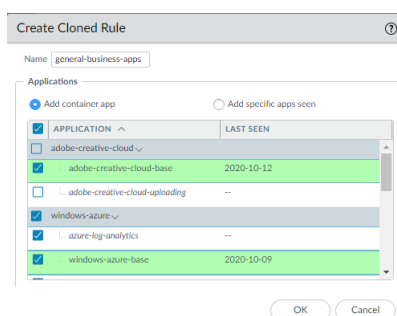 Create Cloned Rule
Name general-business-apps
Applications
Add container app Add specific apps seen
APPLICATION LAST SEEN
adobe-creative-cloud
adobe-creative-cloud-base 2020-10-12
adobe-creative-cloud-uploading --
windows-azure
azure-log-analytics --
windows-azure-base 2020-10-09
OK Cancel